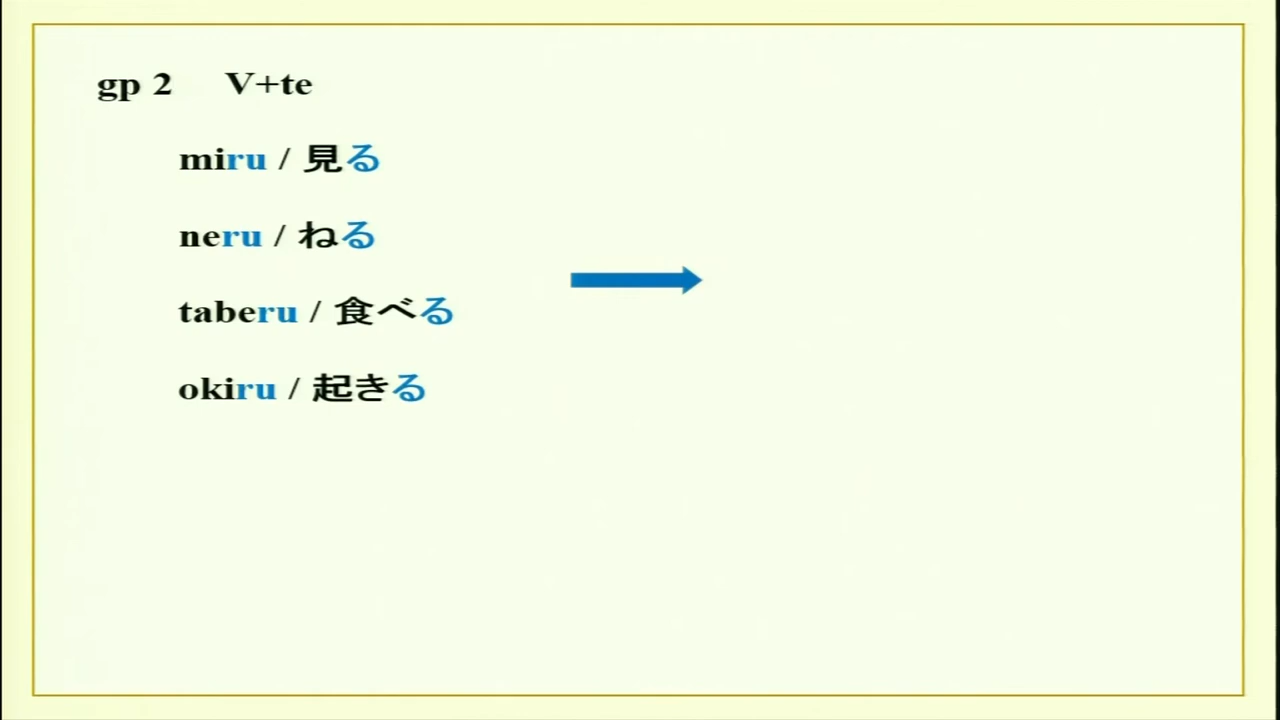 gp 2 V+te
miru / 見る
neru / ねる
taberu / 食べる
okiru / 起きる